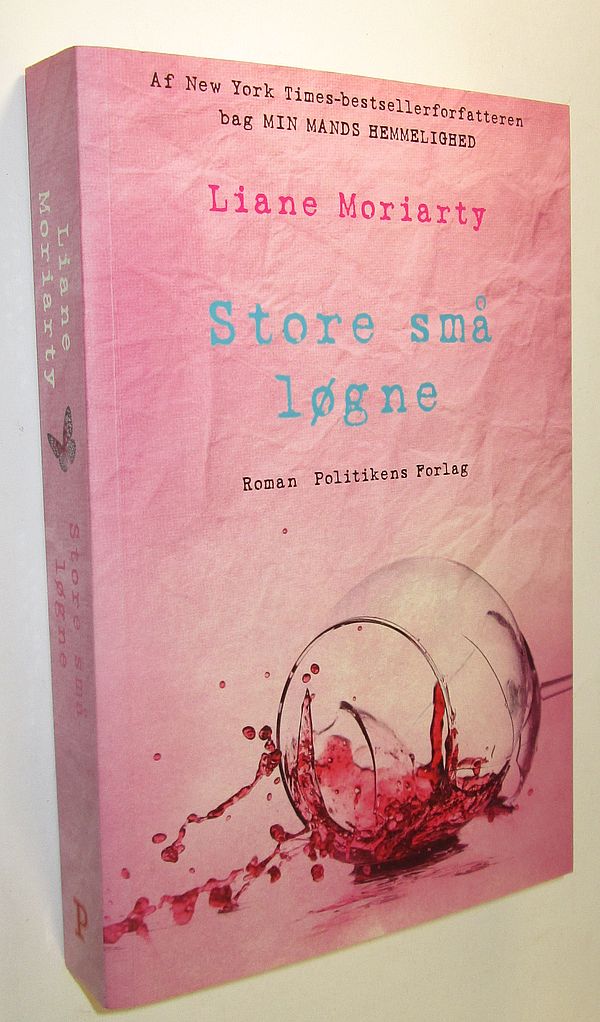 Af New York Times-bestsellerforfatteren
bag MIN MANDS HEMMELIGHED
Liane Moriarty
Store små
løgne
Roman Politikens Forlag
Liane
Moriarty
Store små
løgne
P